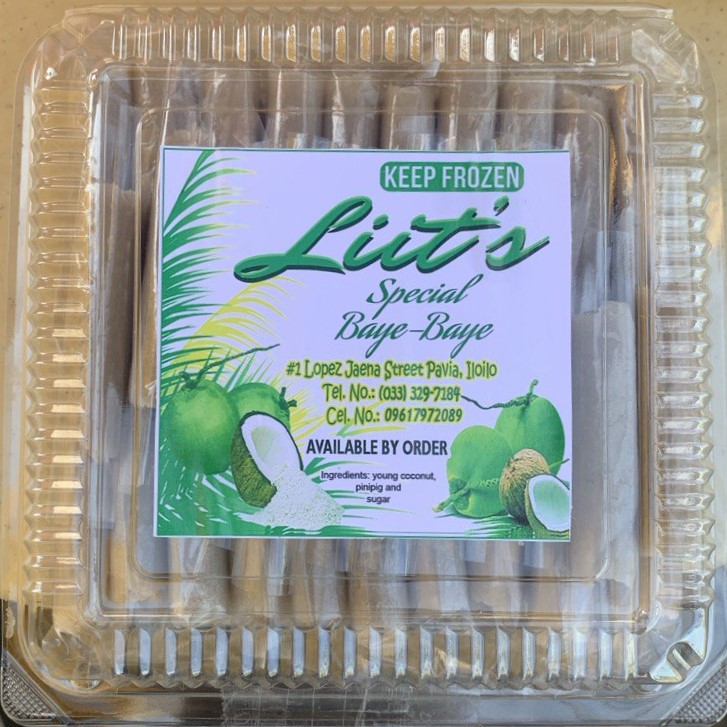 KEEP FROZEN
Liit's
Special
Baye-Baye
#1 Lopez Jaena Street Pavia, Iloilo
Tel. No.: (033) 329-7184
Cel. No.: 09617972089
AVAILABLE BY ORDER
Ingredients: young coconut,
pinipig and
sugar